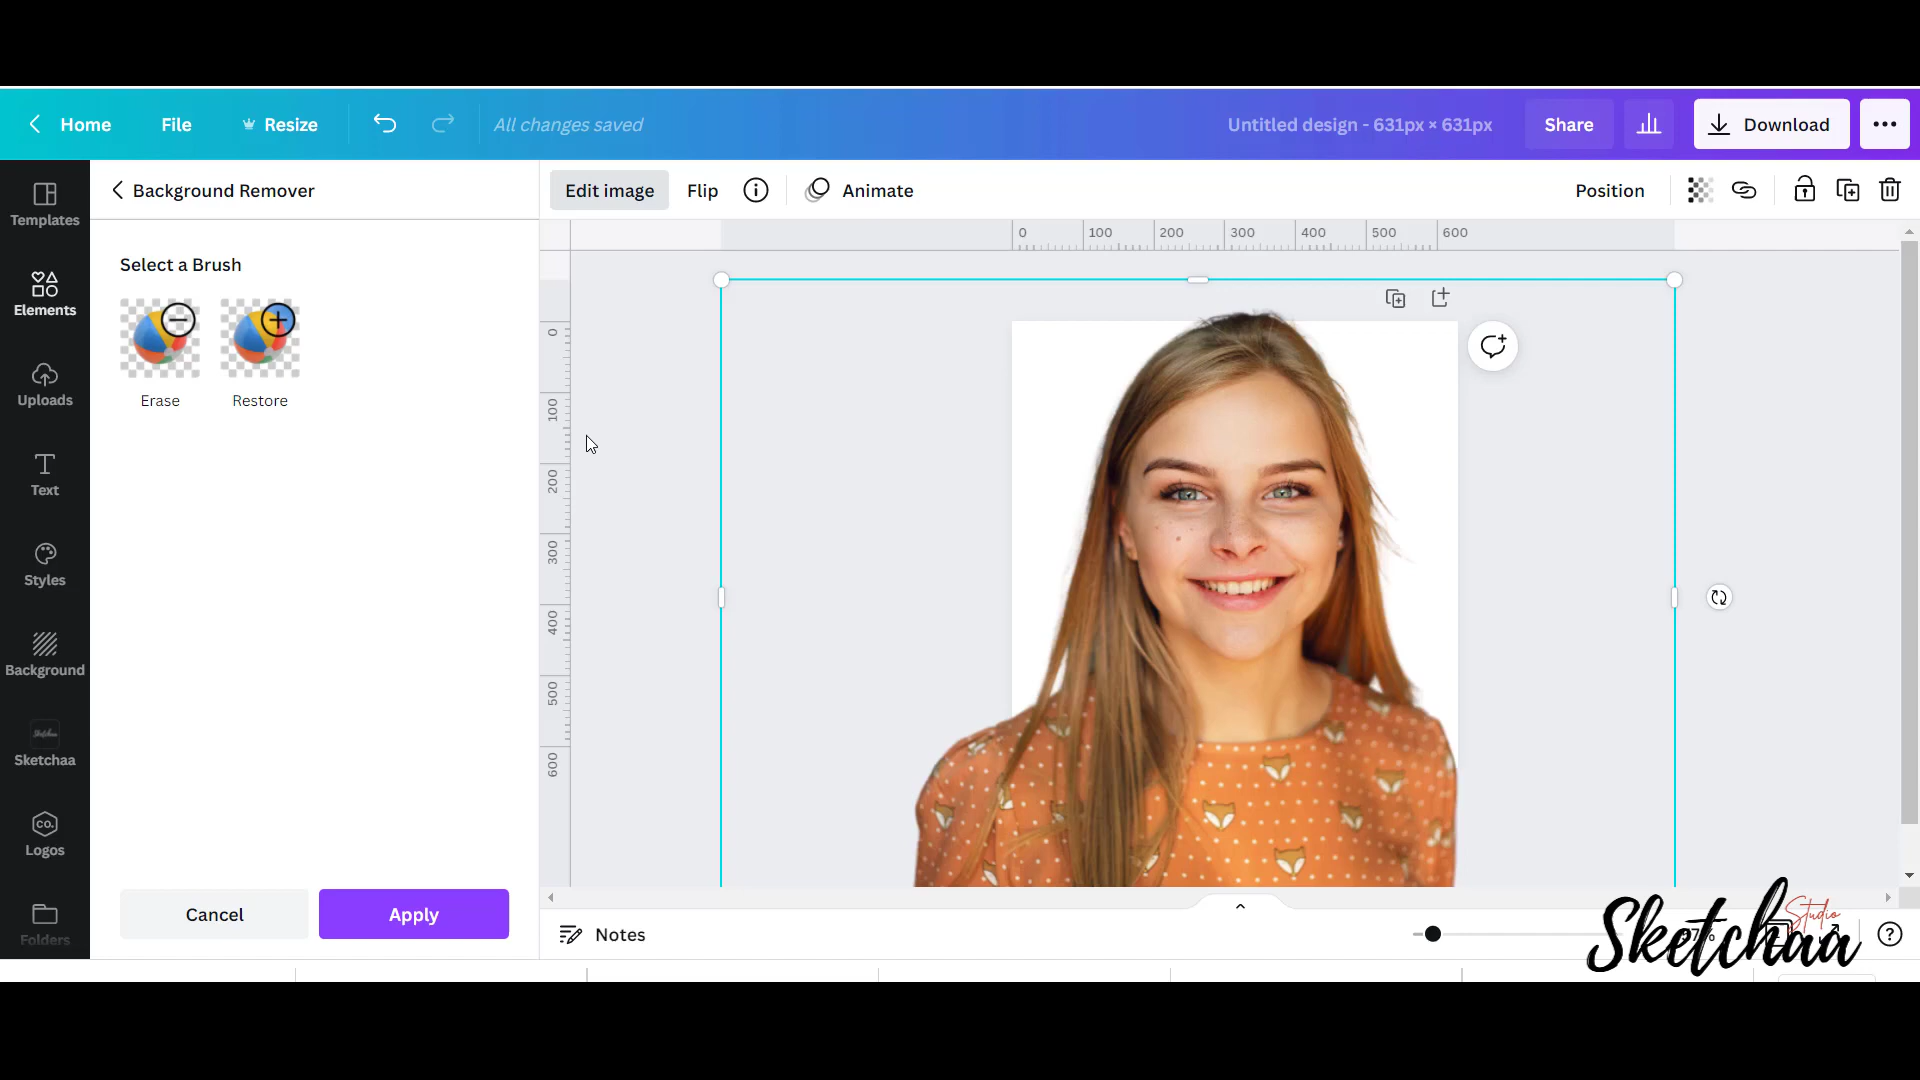 Home
File
Resize
All changes saved
Untitled design - 631px × 631px
Share
Download
Templates
Elements
Uploads
Text
Styles
Background
Sketchaa
Sketchaa
Logos
CO.
Folders
Background Remover
Select a Brush
Erase
Restore
Cancel
Apply
Edit image
Flip
Animate
Position
0 100 200 300 400 500 600
0
100
200
300
400
500
600
Notes
Sketchaa
Studio